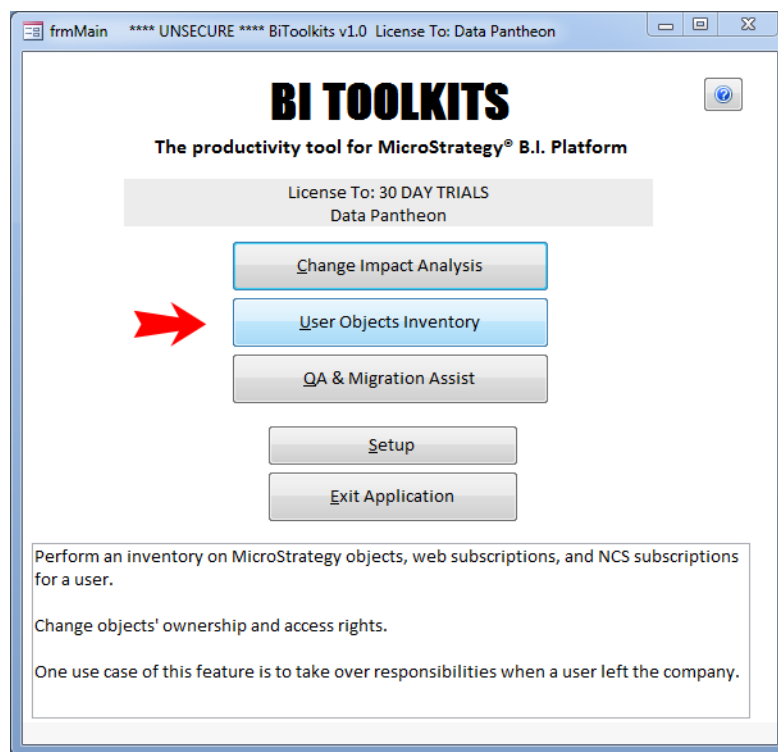 frmMain **** UNSECURE **** BiToolkits v1.0 License To: Data Pantheon
BI TOOLKITS
The productivity tool for MicroStrategy® B.I. Platform
License To: 30 DAY TRIALS
Data Pantheon
Change Impact Analysis
User Objects Inventory
QA & Migration Assist
Setup
Exit Application
Perform an inventory on MicroStrategy objects, web subscriptions, and NCS subscriptions
for a user.
Change objects' ownership and access rights.
One use case of this feature is to take over responsibilities when a user left the company.